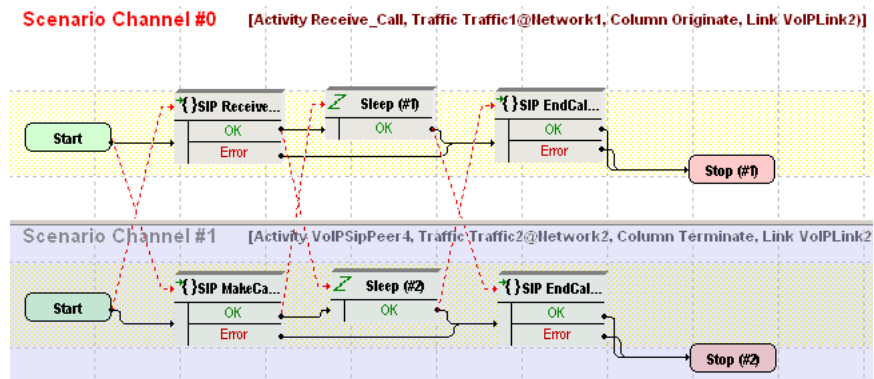 Scenario Channel #0 [Activity Receive_Call, Traffic Traffic1@Network1, Column Originate, Link VoIPLink2)]
{}SIP Receive... Sleep (#1) {}SIP EndCal...
Start OK OK OK
Error Error
Stop (#1)
Scenario Channel #1 [Activity VoIPSipPeer4, Traffic Traffic2@Network2, Column Terminate, Link VoIPLink2
{}SIP MakeCa... Sleep (#2) {}SIP EndCal...
Start OK OK OK
Error Error
Stop (#2)